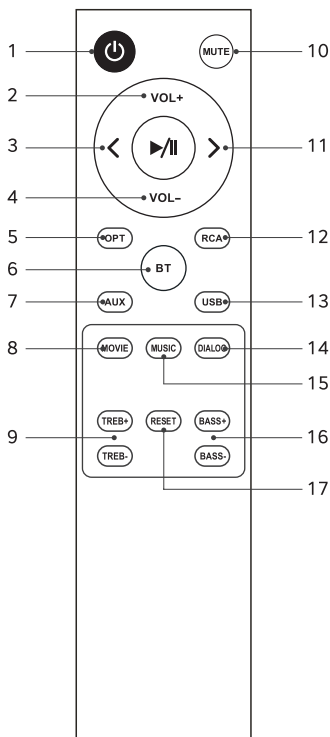 1
MUTE
10
2
VOL+
3
11
4
VOL–
5
OPT
RCA
12
6
BT
7
AUX
USB
13
8
MOVIE
MUSIC
DIALOG
14
15
TREB+
RESET
BASS+
9
16
TREB-
BASS-
17